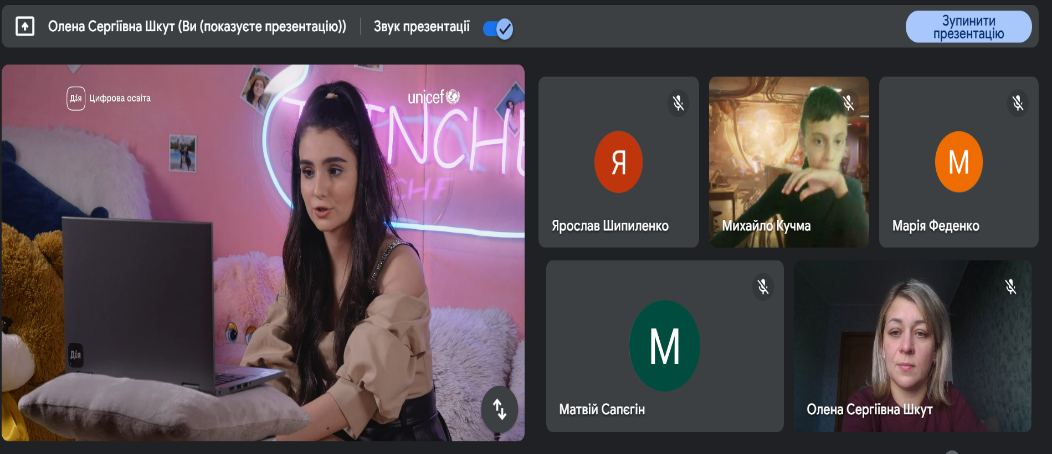 Олена Сергіївна Шкут (Ви (показуєте презентацію))
Звук презентації
Зупинити
презентацію
Дія Цифрова освіта
unicef
Дія
Я
Ярослав Шипиленко
Михайло Кучма
М
Марія Феденко
М
Матвій Сапєгін
Олена Сергіївна Шкут